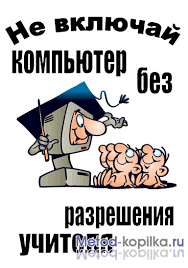 Не включай
компьютер
без
разрешения
учителя
Metod-kopilka.ru